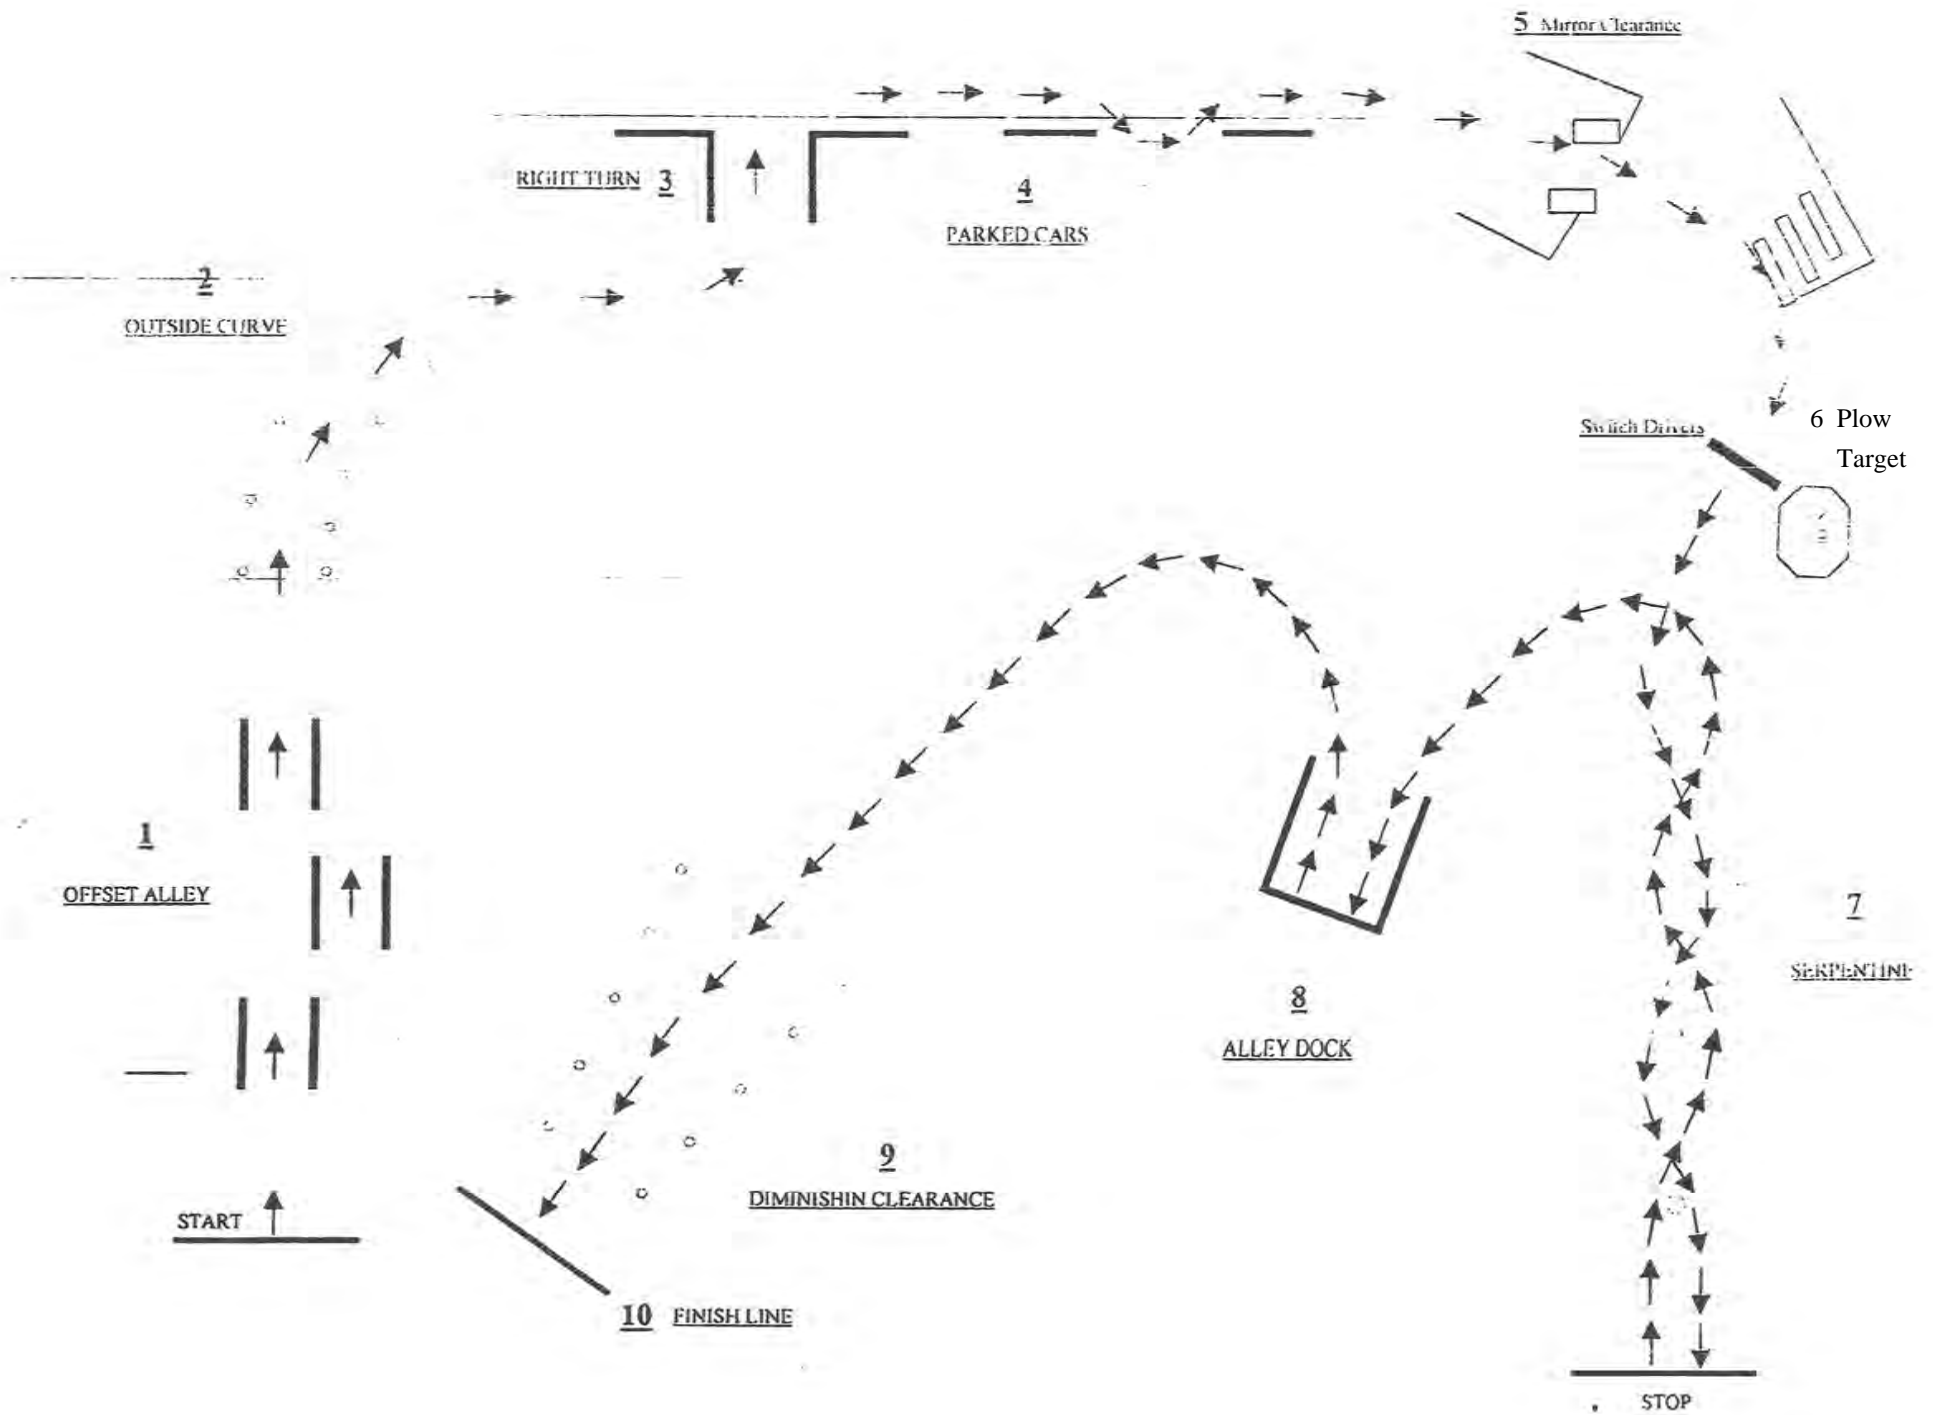 5 Mirror Clearance
RIGHT TURN 3
4
PARKED CARS
2
OUTSIDE CURVE
Switch Drivers
6 Plow
Target
1
OFFSET ALLEY
7
SERPENTINE
8
ALLEY DOCK
9
DIMINISHIN CLEARANCE
START
10 FINISH LINE
STOP